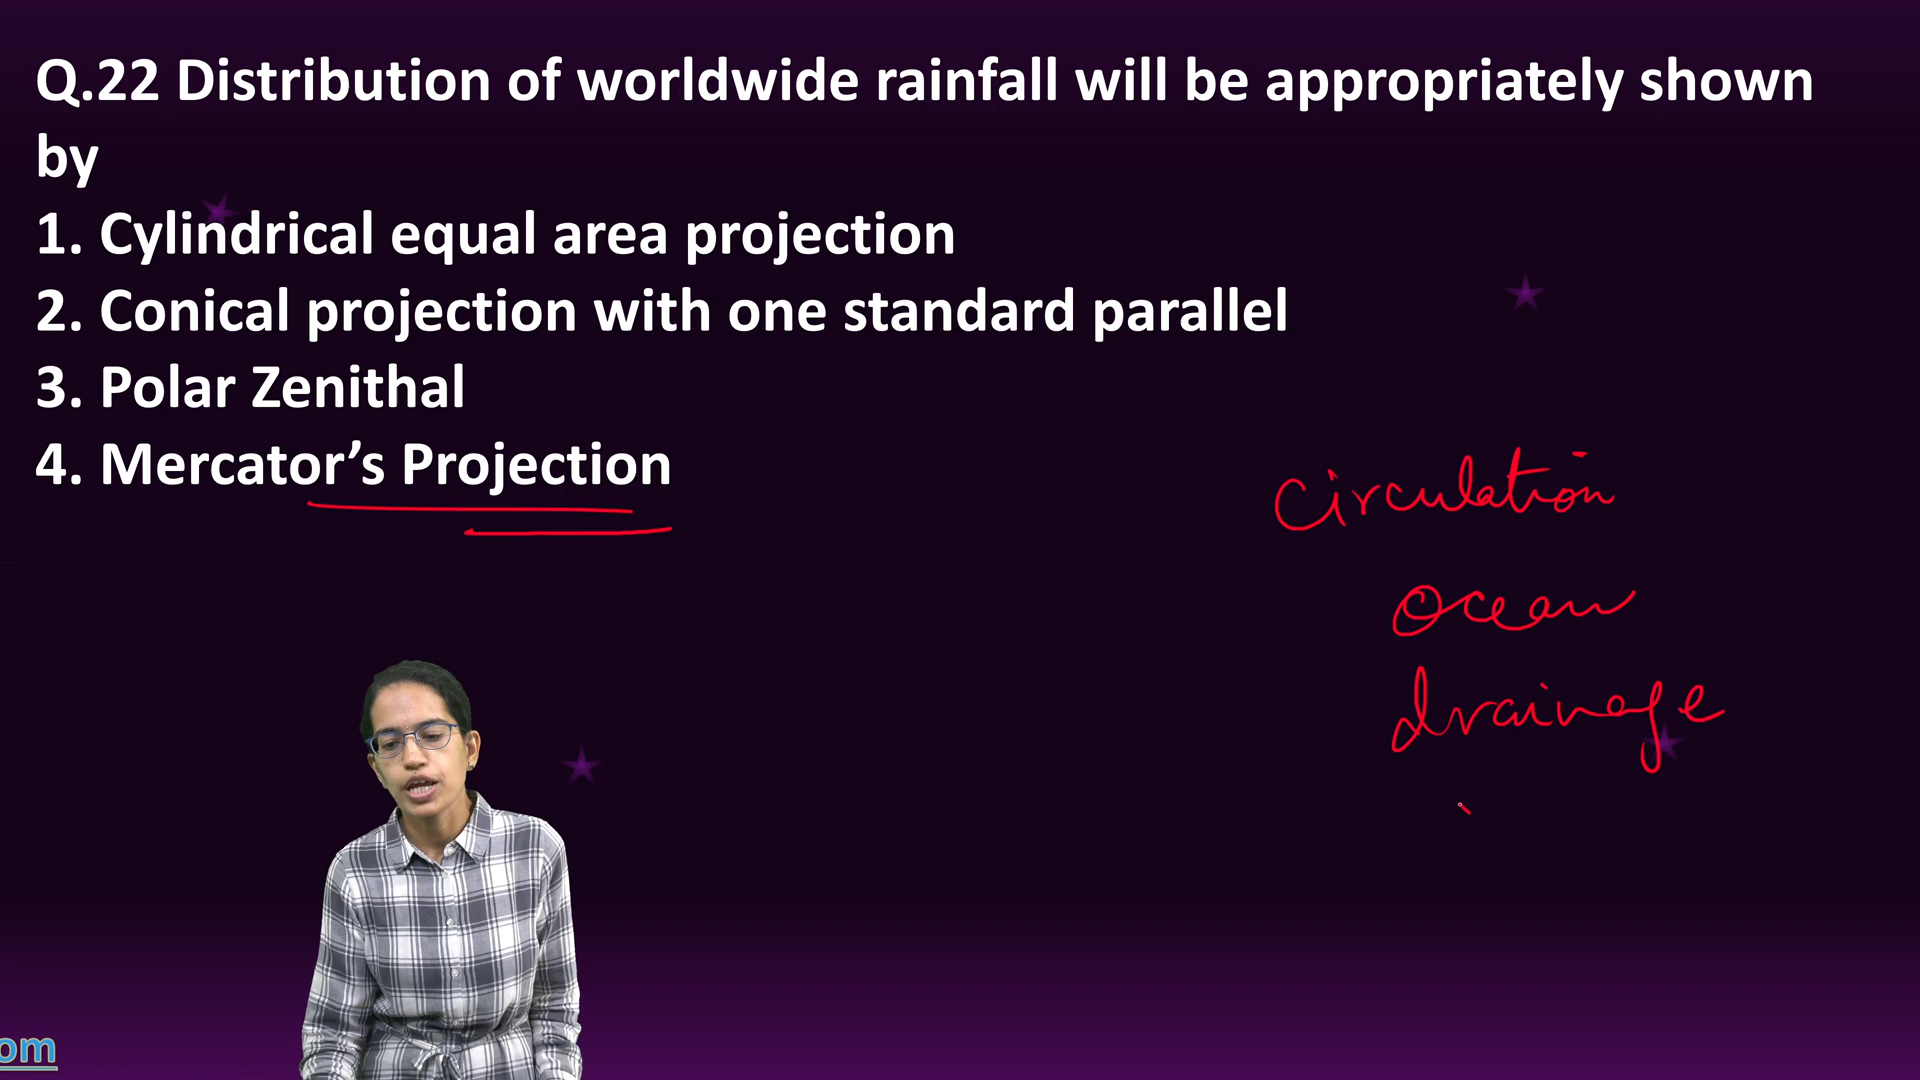 Q.22 Distribution of worldwide rainfall will be appropriately shown
by
1. Cylindrical equal area projection
2. Conical projection with one standard parallel
3. Polar Zenithal
4. Mercator’s Projection
Circulation
Ocean
drainage
om